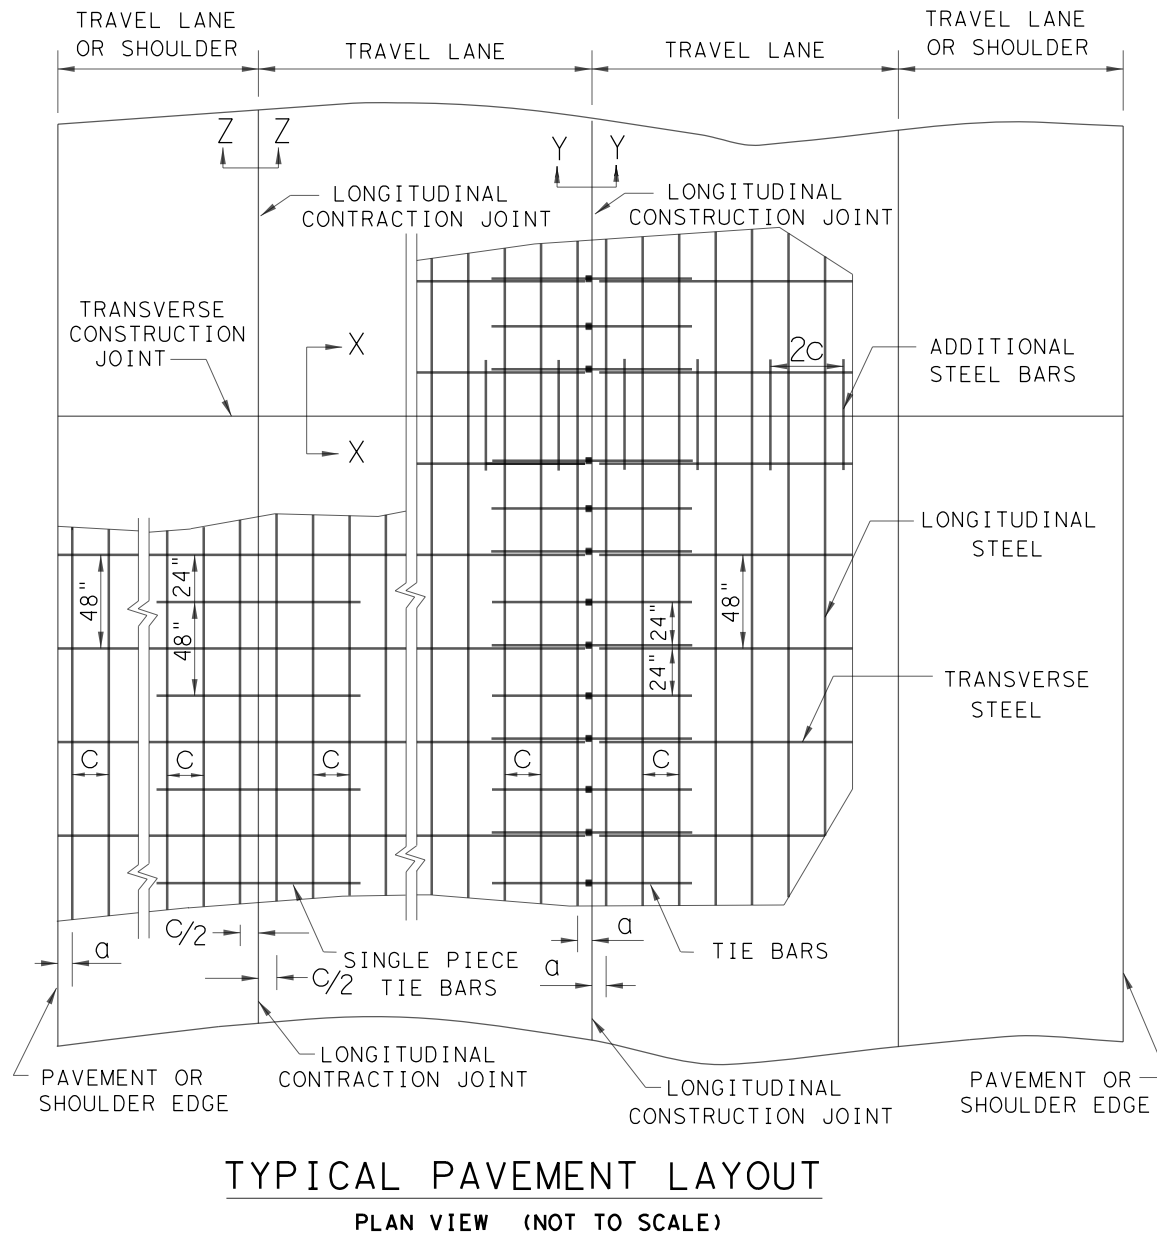 TRAVEL LANE
OR SHOULDER
TRAVEL LANE
TRAVEL LANE
TRAVEL LANE
OR SHOULDER
Z Z
Y Y
LONGITUDINAL
CONTRACTION JOINT
LONGITUDINAL
CONSTRUCTION JOINT
TRANSVERSE
CONSTRUCTION
JOINT
X
X
2c
ADDITIONAL
STEEL BARS
LONGITUDINAL
STEEL
48"
24"
48"
24"
24"
48"
TRANSVERSE
STEEL
C
C
C
C
C
C/2
a
C/2
a
a
SINGLE PIECE
TIE BARS
TIE BARS
LONGITUDINAL
CONTRACTION JOINT
PAVEMENT OR
SHOULDER EDGE
LONGITUDINAL
CONSTRUCTION JOINT
PAVEMENT OR
SHOULDER EDGE
TYPICAL PAVEMENT LAYOUT
PLAN VIEW (NOT TO SCALE)